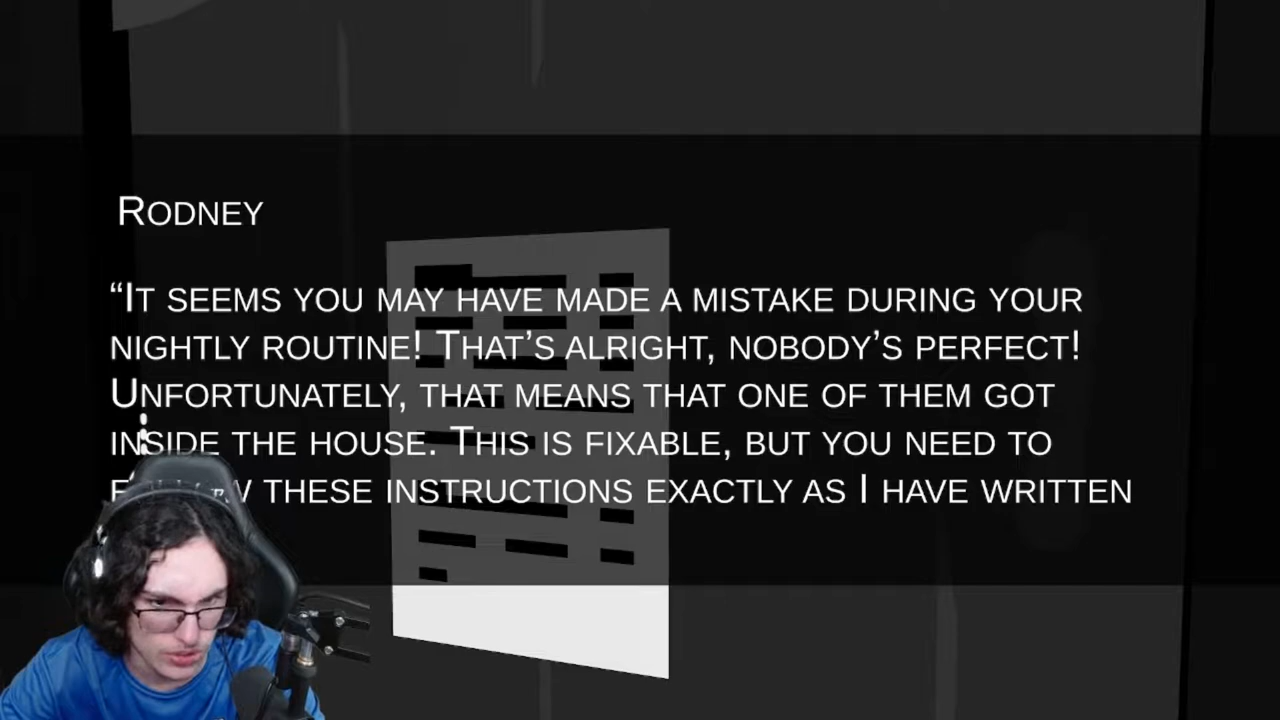 RODNEY
“IT SEEMS YOU MAY HAVE MADE A MISTAKE DURING YOUR
NIGHTLY ROUTINE! THAT’S ALRIGHT, NOBODY’S PERFECT!
UNFORTUNATELY, THAT MEANS THAT ONE OF THEM GOT
INSIDE THE HOUSE. THIS IS FIXABLE, BUT YOU NEED TO
THESE INSTRUCTIONS EXACTLY AS I HAVE WRITTEN